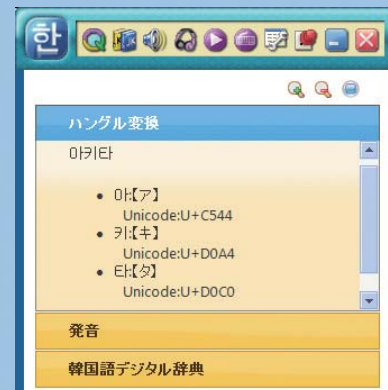 한
ハングル変換
아키타
• 아:【ア】
Unicode:U+C544
• 키:【キ】
Unicode:U+D0A4
• 타:【タ】
Unicode:U+D0C0
発音
韓国語デジタル辞典